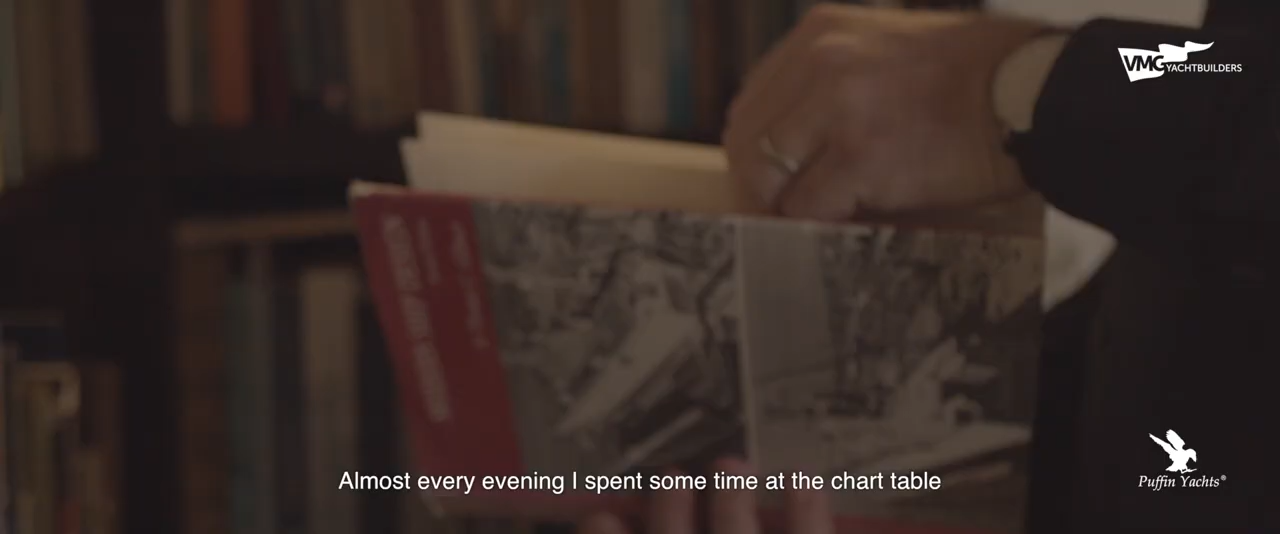 VMG YACHTBUILDERS
Almost every evening I spent some time at the chart table
Puffin Yachts®